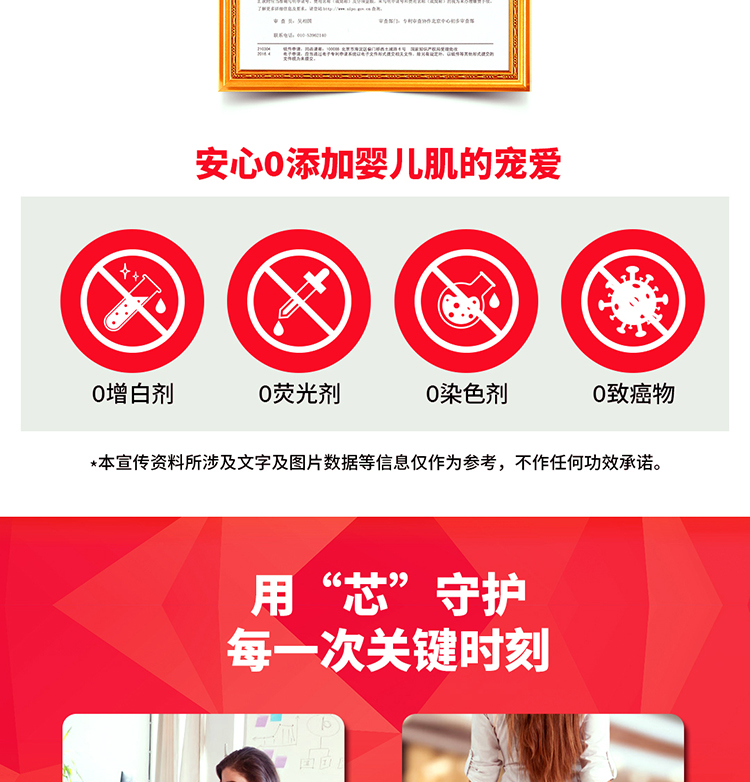 安心0添加婴儿肌的宠爱
0增白剂
0荧光剂
0染色剂
0致癌物
*本宣传资料所涉及文字及图片数据等信息仅作为参考，不作任何功效承诺。
用“芯”守护
每一次关键时刻